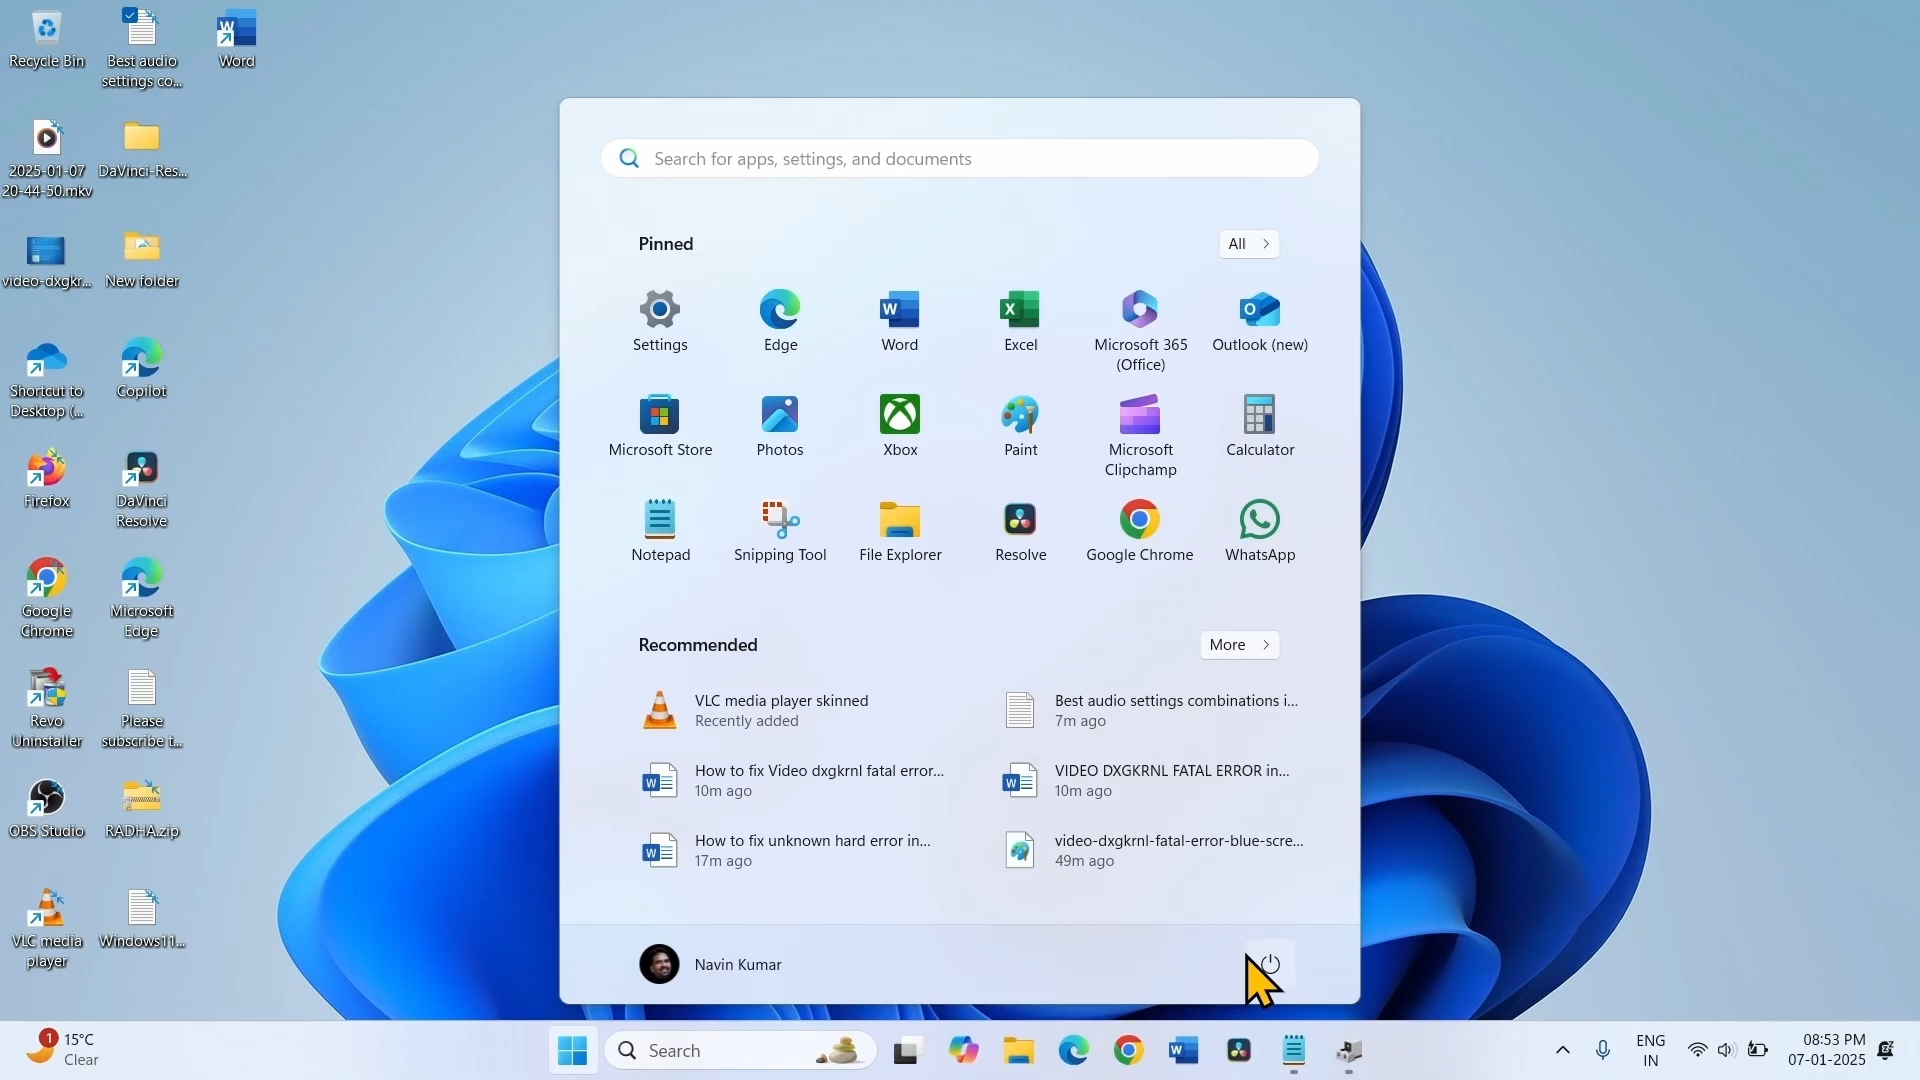 Recycle Bin
Best audio
settings co...
Word
2025-01-07
20-44-50.mkv
DaVinci-Res...
video-dxgkr...
New folder
Shortcut to
Desktop (...
Copilot
Firefox
DaVinci
Resolve
Google
Chrome
Microsoft
Edge
Revo
Uninstaller
Please
subscribe t...
OBS Studio
RADHA.zip
VLC media
player
Windows11...
Search for apps, settings, and documents
Pinned
All
Settings
Edge
Word
Excel
Microsoft 365
(Office)
Outlook (new)
Microsoft Store
Photos
Xbox
Paint
Microsoft
Clipchamp
Calculator
Notepad
Snipping Tool
File Explorer
Resolve
Google Chrome
WhatsApp
Recommended
More
VLC media player skinned
Recently added
Best audio settings combinations i...
7m ago
How to fix Video dxgkrnl fatal error...
10m ago
VIDEO DXGKRNL FATAL ERROR in...
10m ago
How to fix unknown hard error in...
17m ago
video-dxgkrnl-fatal-error-blue-scre...
49m ago
Navin Kumar
1
15°C
Clear
Search
ENG
IN
08:53 PM
07-01-2025